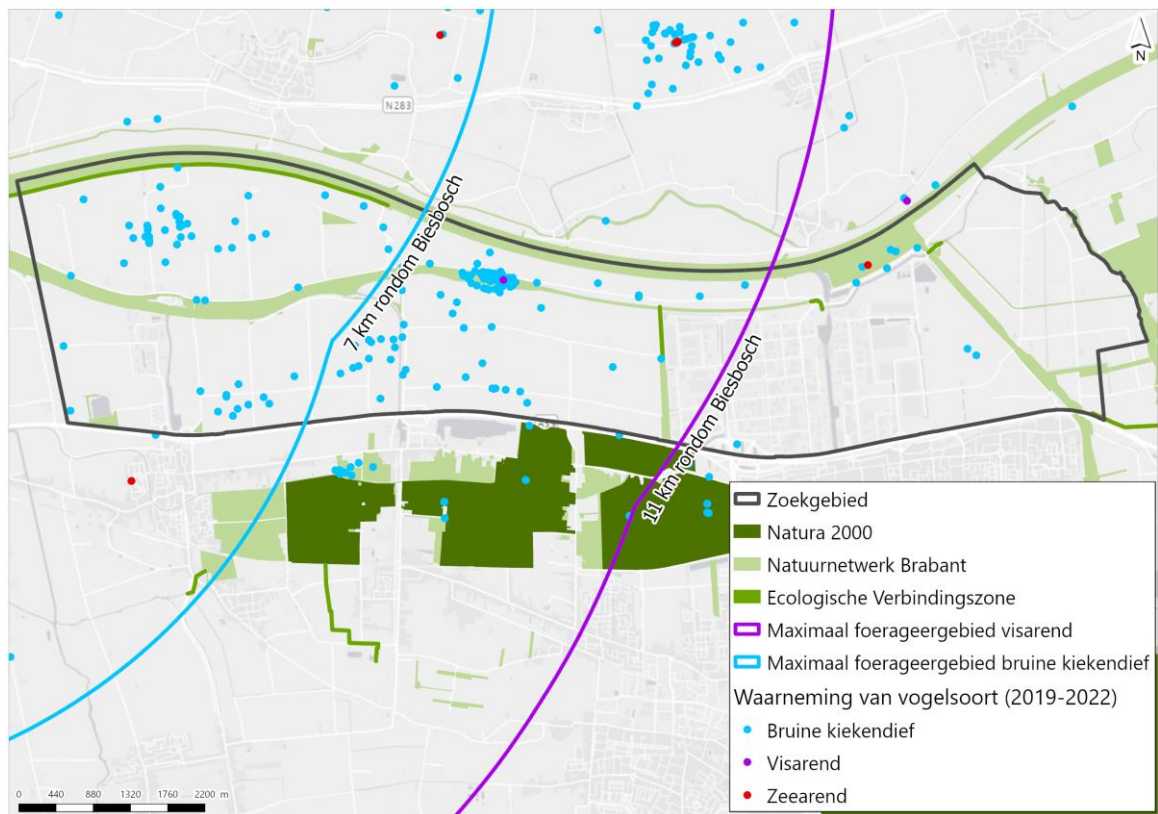 N
N283
7 km rondom Biesbosch
11 km rondom Biesbosch
Zoekgebied
Natura 2000
Natuurnetwerk Brabant
Ecologische Verbindingszone
Maximaal foerageergebied visarend
Maximaal foerageergebied bruine kiekendief
Waarneming van vogelsoort (2019-2022)
Bruine kiekendief
Visarend
Zeearend
0 440 880 1320 1760 2200 m